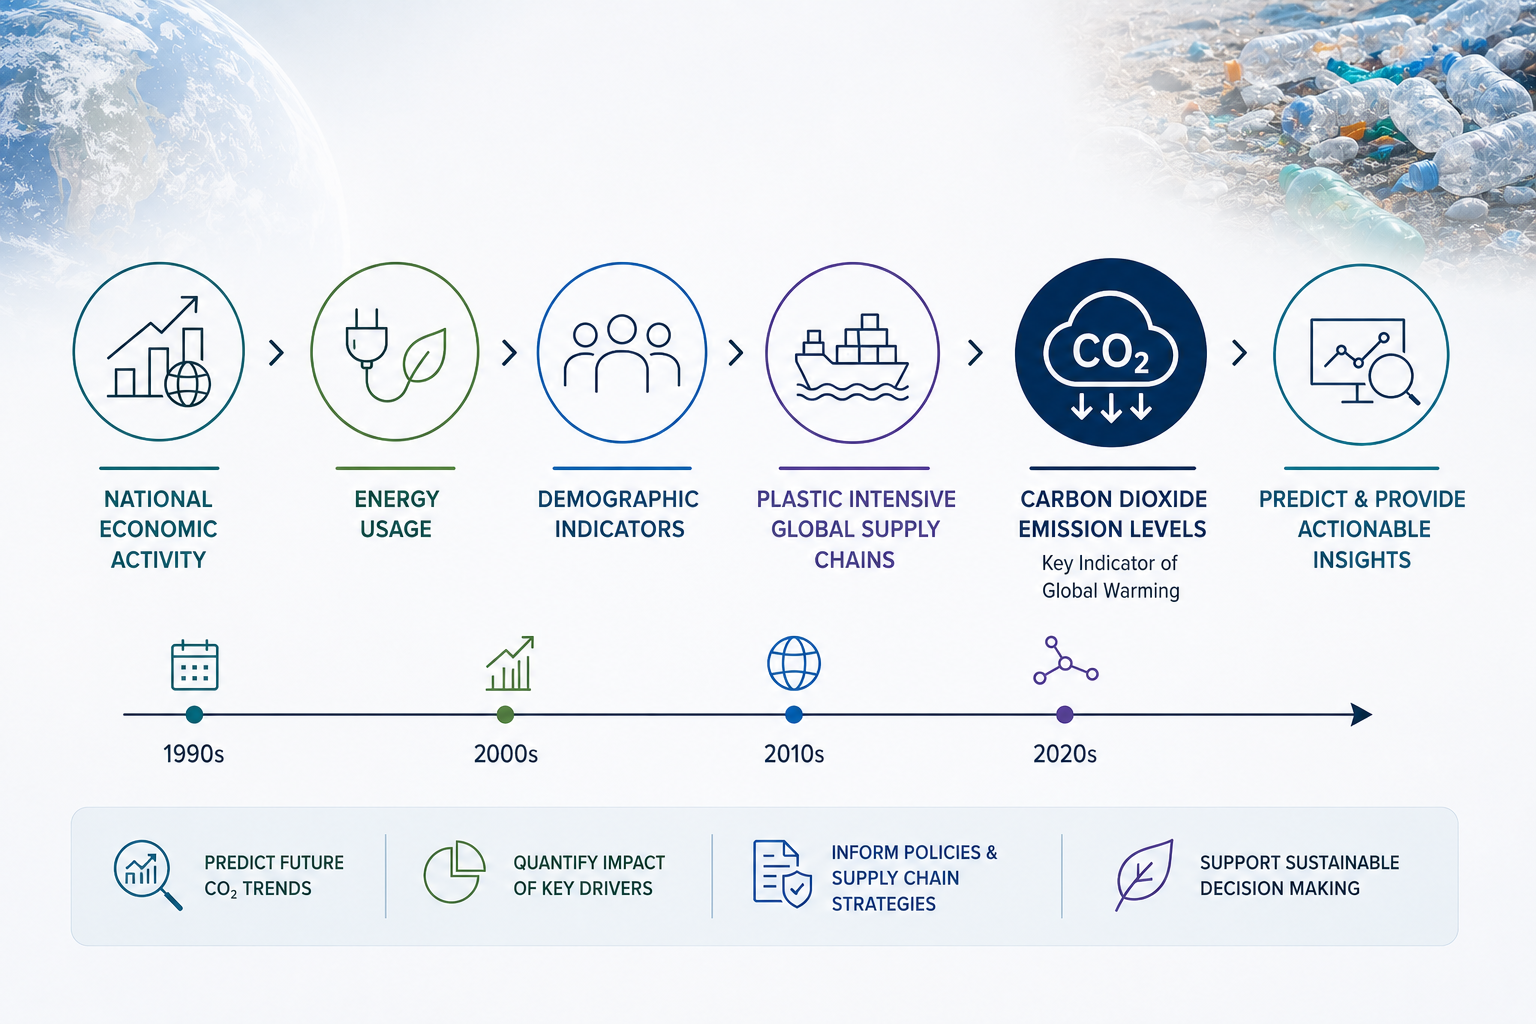 CO₂
NATIONAL
ECONOMIC
ACTIVITY
ENERGY
USAGE
DEMOGRAPHIC
INDICATORS
PLASTIC INTENSIVE
GLOBAL SUPPLY
CHAINS
CARBON DIOXIDE
EMISSION LEVELS
Key Indicator of
Global Warming
PREDICT & PROVIDE
ACTIONABLE
INSIGHTS
1990s
2000s
2010s
2020s
PREDICT FUTURE
CO₂ TRENDS
QUANTIFY IMPACT
OF KEY DRIVERS
INFORM POLICIES &
SUPPLY CHAIN
STRATEGIES
SUPPORT SUSTAINABLE
DECISION MAKING